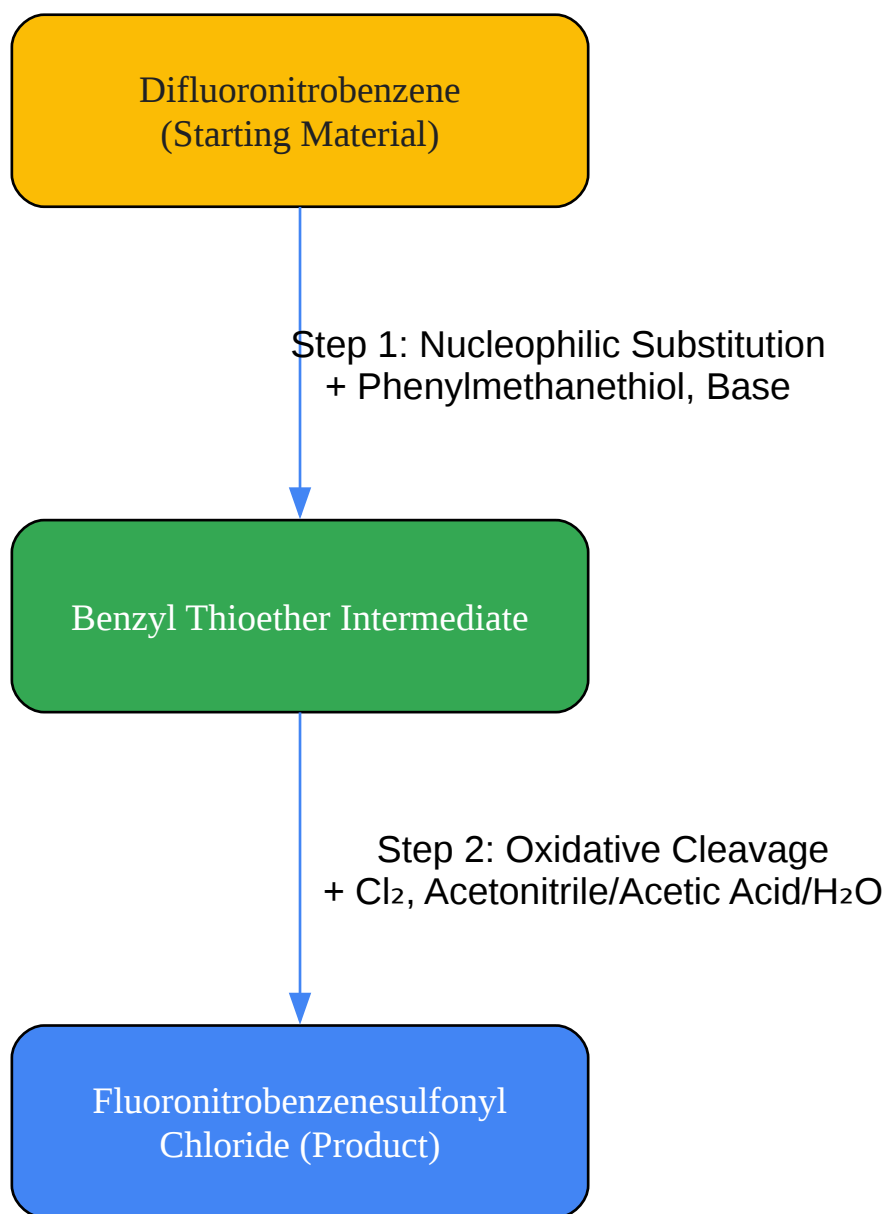 Difluoronitrobenzene
(Starting Material)
Step 1: Nucleophilic Substitution
+ Phenylmethanethiol, Base
Benzyl Thioether Intermediate
Step 2: Oxidative Cleavage
+ Cl₂, Acetonitrile/Acetic Acid/H₂O
Fluoronitrobenzenesulfonyl
Chloride (Product)